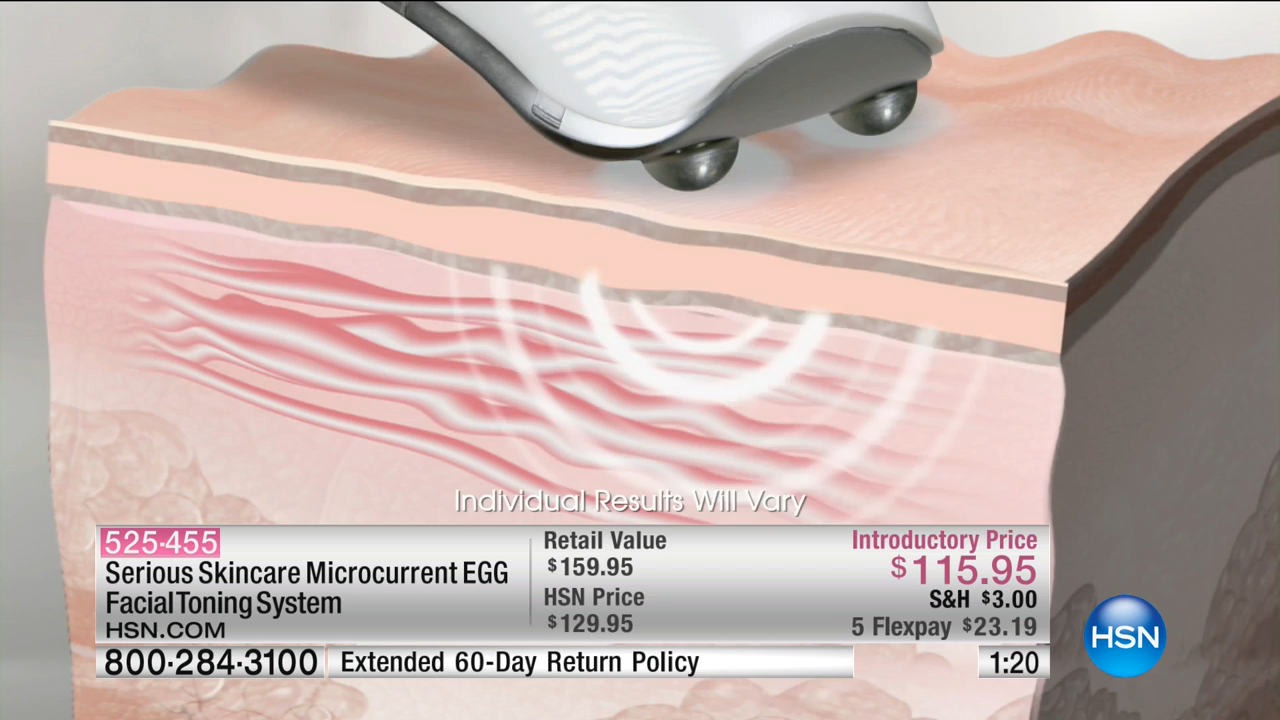 Individual Results Will Vary
525-455
Serious Skincare Microcurrent EGG
Facial Toning System
HSN.COM
Retail Value
$159.95
HSN Price
$129.95
Introductory Price
$115.95
S&H $3.00
5 Flexpay $23.19
HSN
800·284·3100
Extended 60-Day Return Policy
1:20